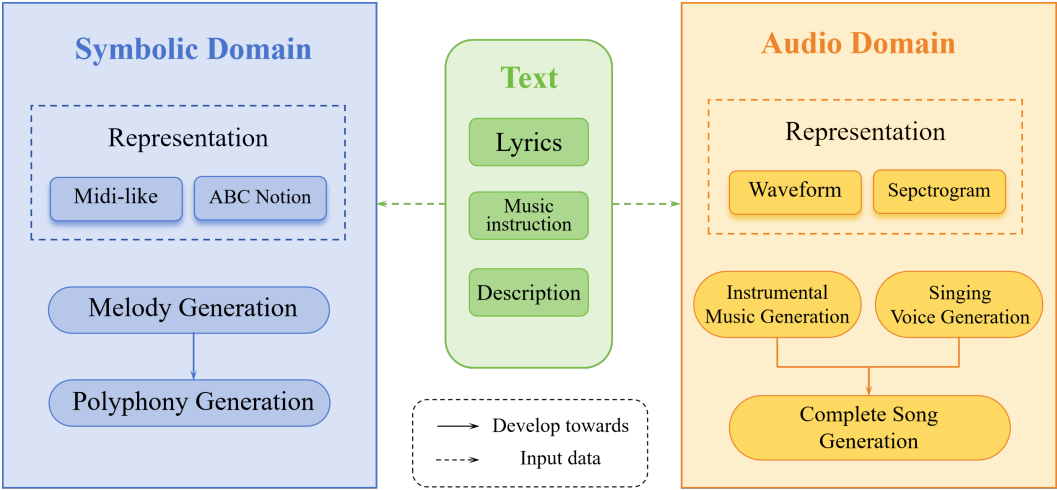 Symbolic Domain
Representation
Midi-like
ABC Notion
Melody Generation
Polyphony Generation
Text
Lyrics
Music
instruction
Description
Develop towards
Input data
Audio Domain
Representation
Waveform
Sepctrogram
Instrumental
Music Generation
Singing
Voice Generation
Complete Song
Generation